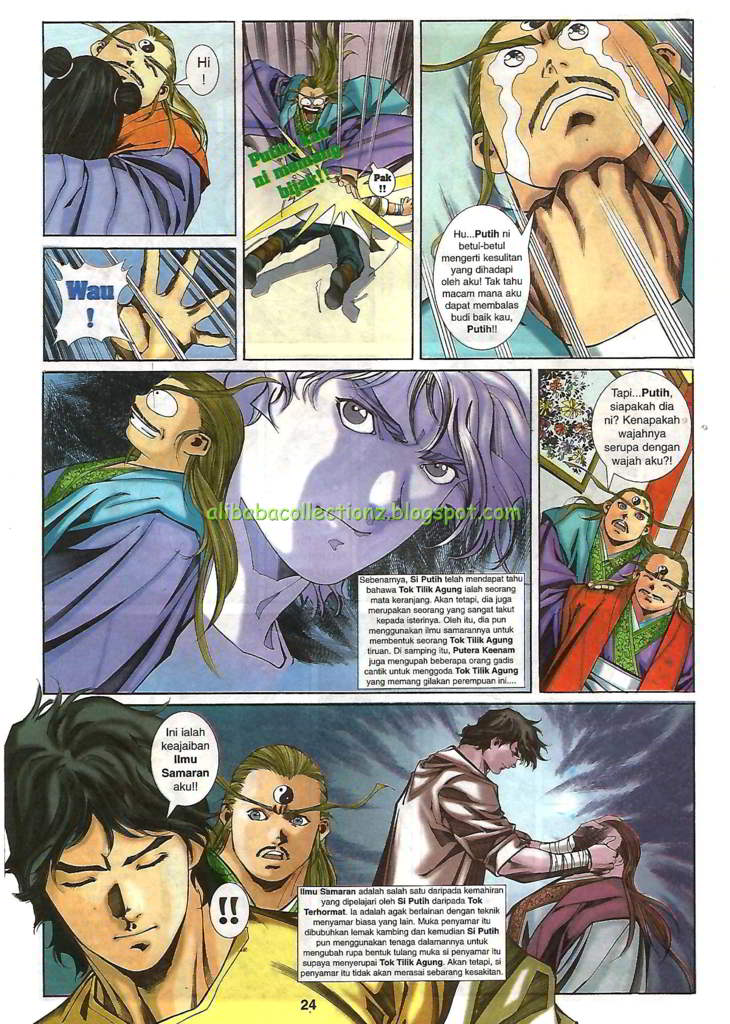 Hi
!
Putih kau
ni memang
bijak!!
Pak
!!
Hu...Putih ni
betul-betul
mengerti kesulitan
yang dihadapi
oleh aku! Tak tahu
macam mana aku
dapat membalas
budi baik kau,
Putih!!
Wau
!
alibabacollectionz.blogspot.com
Sebenarnya, Si Putih telah mendapat tahu
bahawa Tok Tilik Agung ialah seorang
mata keranjang. Akan tetapi, dia juga
merupakan seorang yang sangat takut
kepada isterinya. Oleh itu, dia pun
menggunakan ilmu samarannya untuk
membentuk seorang Tok Tilik Agung
tiruan. Di samping itu, Putera Keenam
juga mengupah beberapa orang gadis
cantik untuk menggoda Tok Tilik Agung
yang memang gilakan perempuan ini....
Tapi...Putih,
siapakah dia
ni? Kenapakah
wajahnya
serupa dengan
wajah aku?!
Ini ialah
keajaiban
Ilmu
Samaran
aku!!
!!
Ilmu Samaran adalah salah satu daripada kemahiran
yang dipelajari oleh Si Putih daripada Tok
Terhormat. Ia adalah agak berlainan dengan teknik
menyamar biasa yang lain. Muka penyamar itu
dibubuhkan lemak kambing dan kemudian Si Putih
pun menggunakan tenaga dalamannya untuk
mengubah rupa bentuk tulang muka si penyamar itu
supaya menyerupai Tok Tilik Agung. Akan tetapi, si
penyamar itu tidak akan merasai sebarang kesakitan.
24